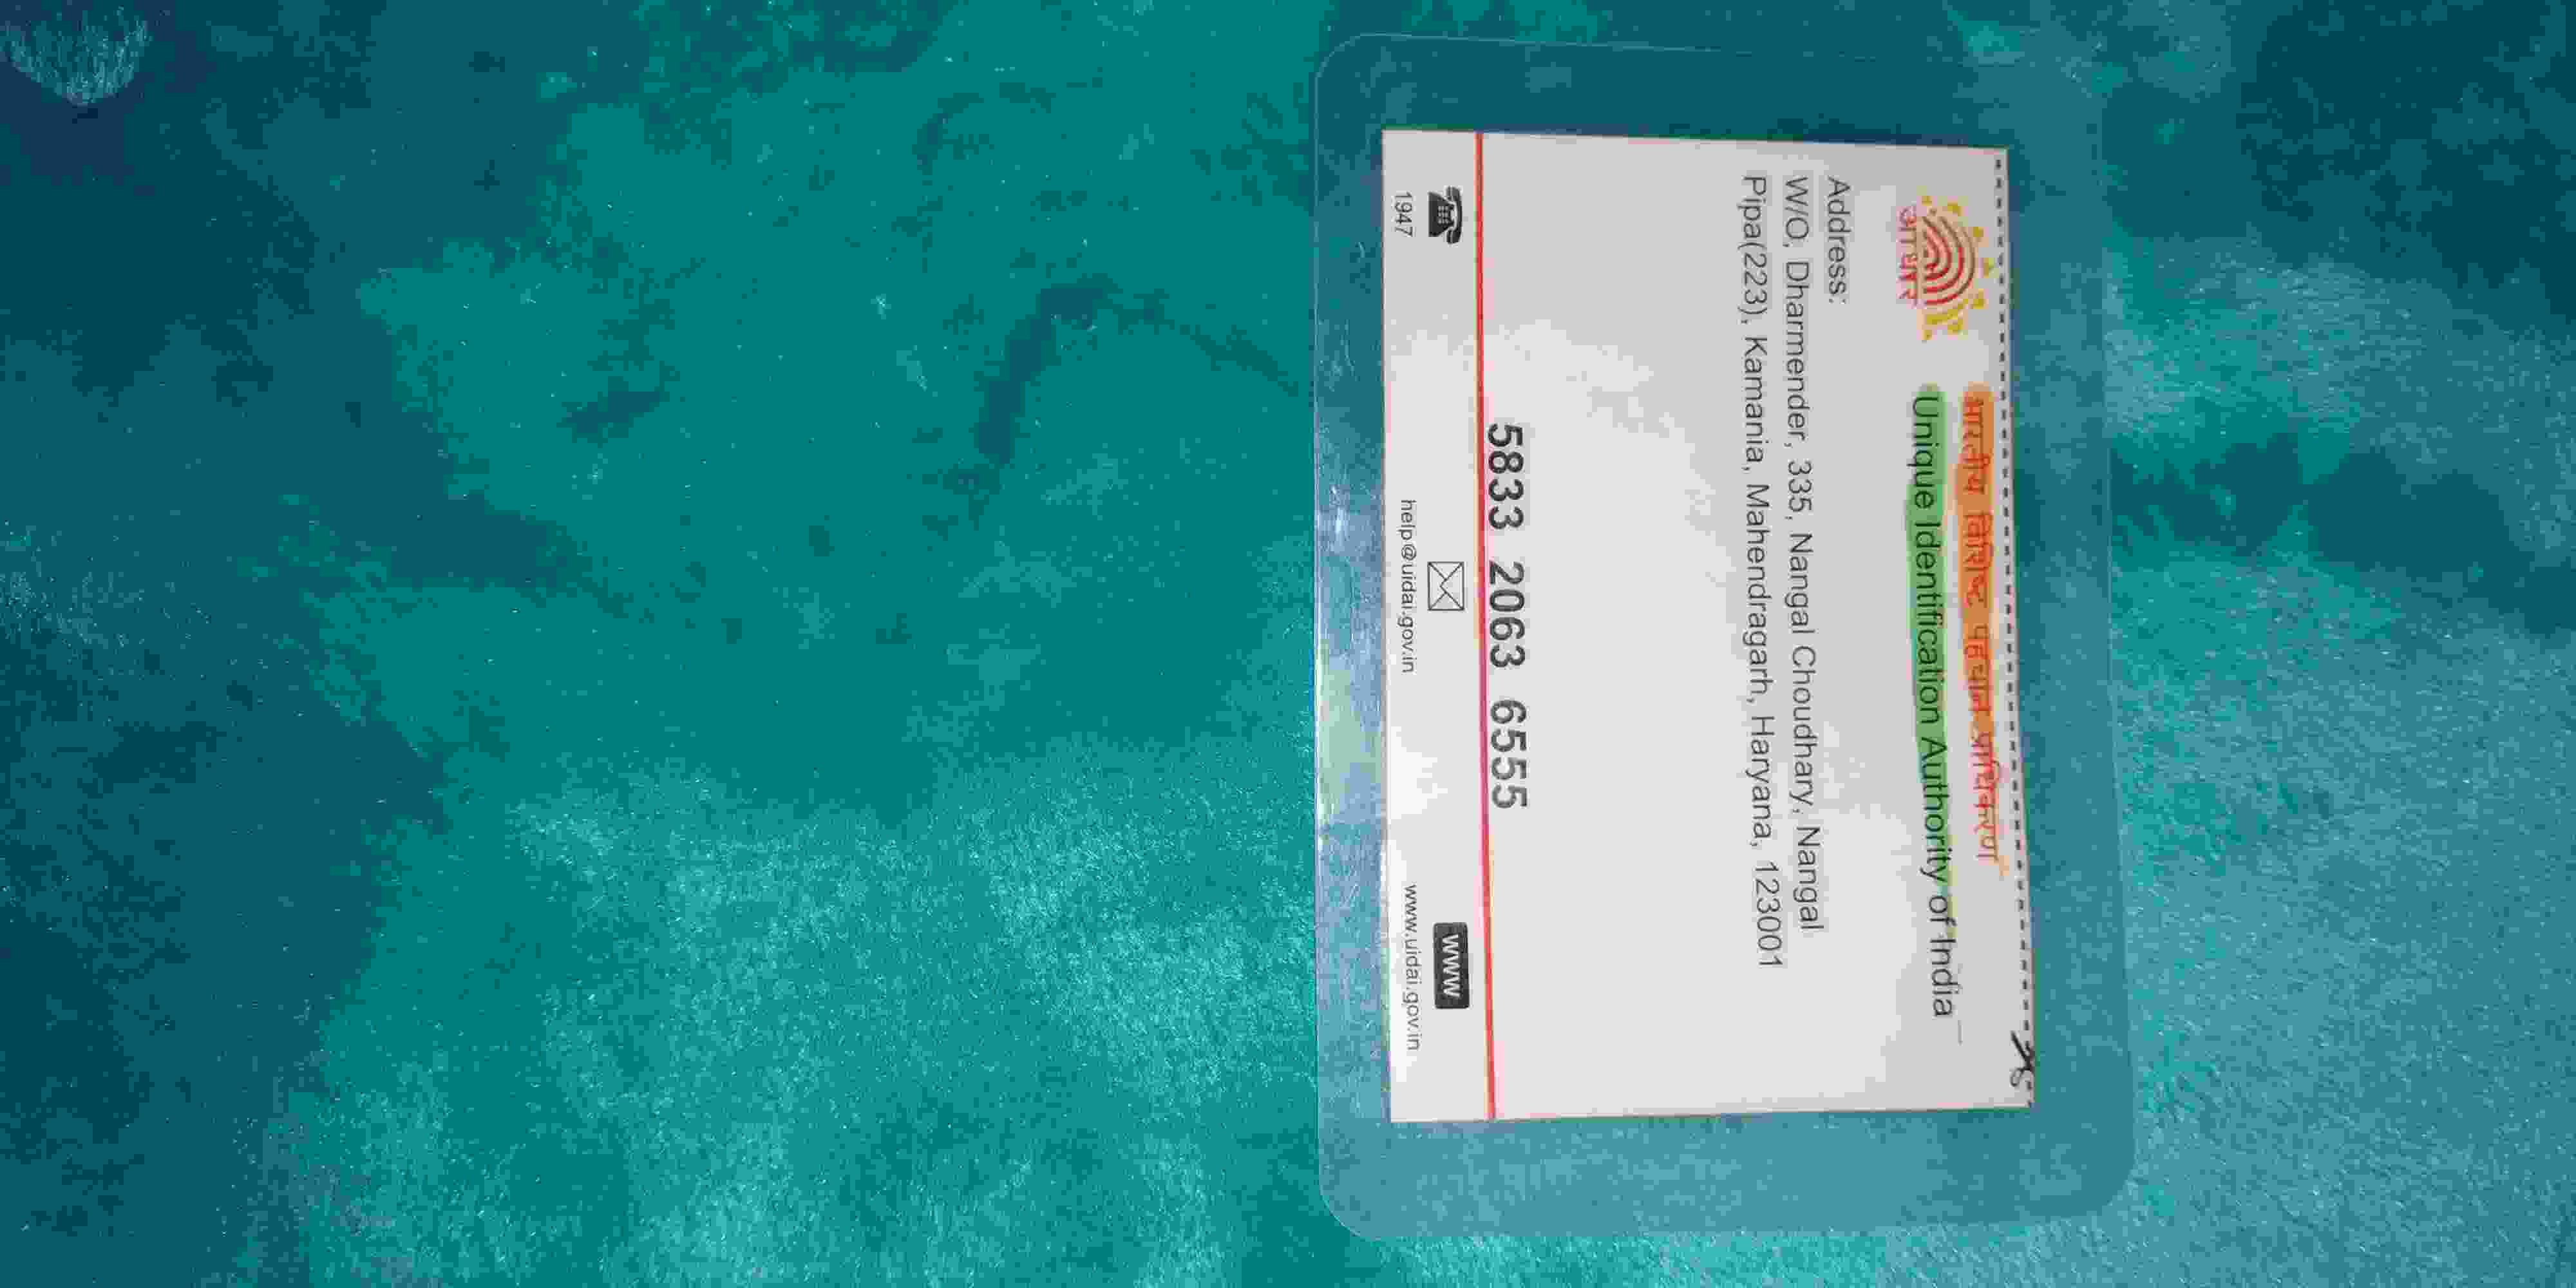 भारतीय विशिष्ट पहचान प्राधिकरण
Unique Identification Authority of India
आधार
Address:
W/O, Dharmender, 335, Nangal Choudhary, Nangal
Pipa(223), Kamania, Mahendragarh, Haryana, 123001
5833 2063 6555
WWW
1947
help@uidai.gov.in
www.uidai.gov.in